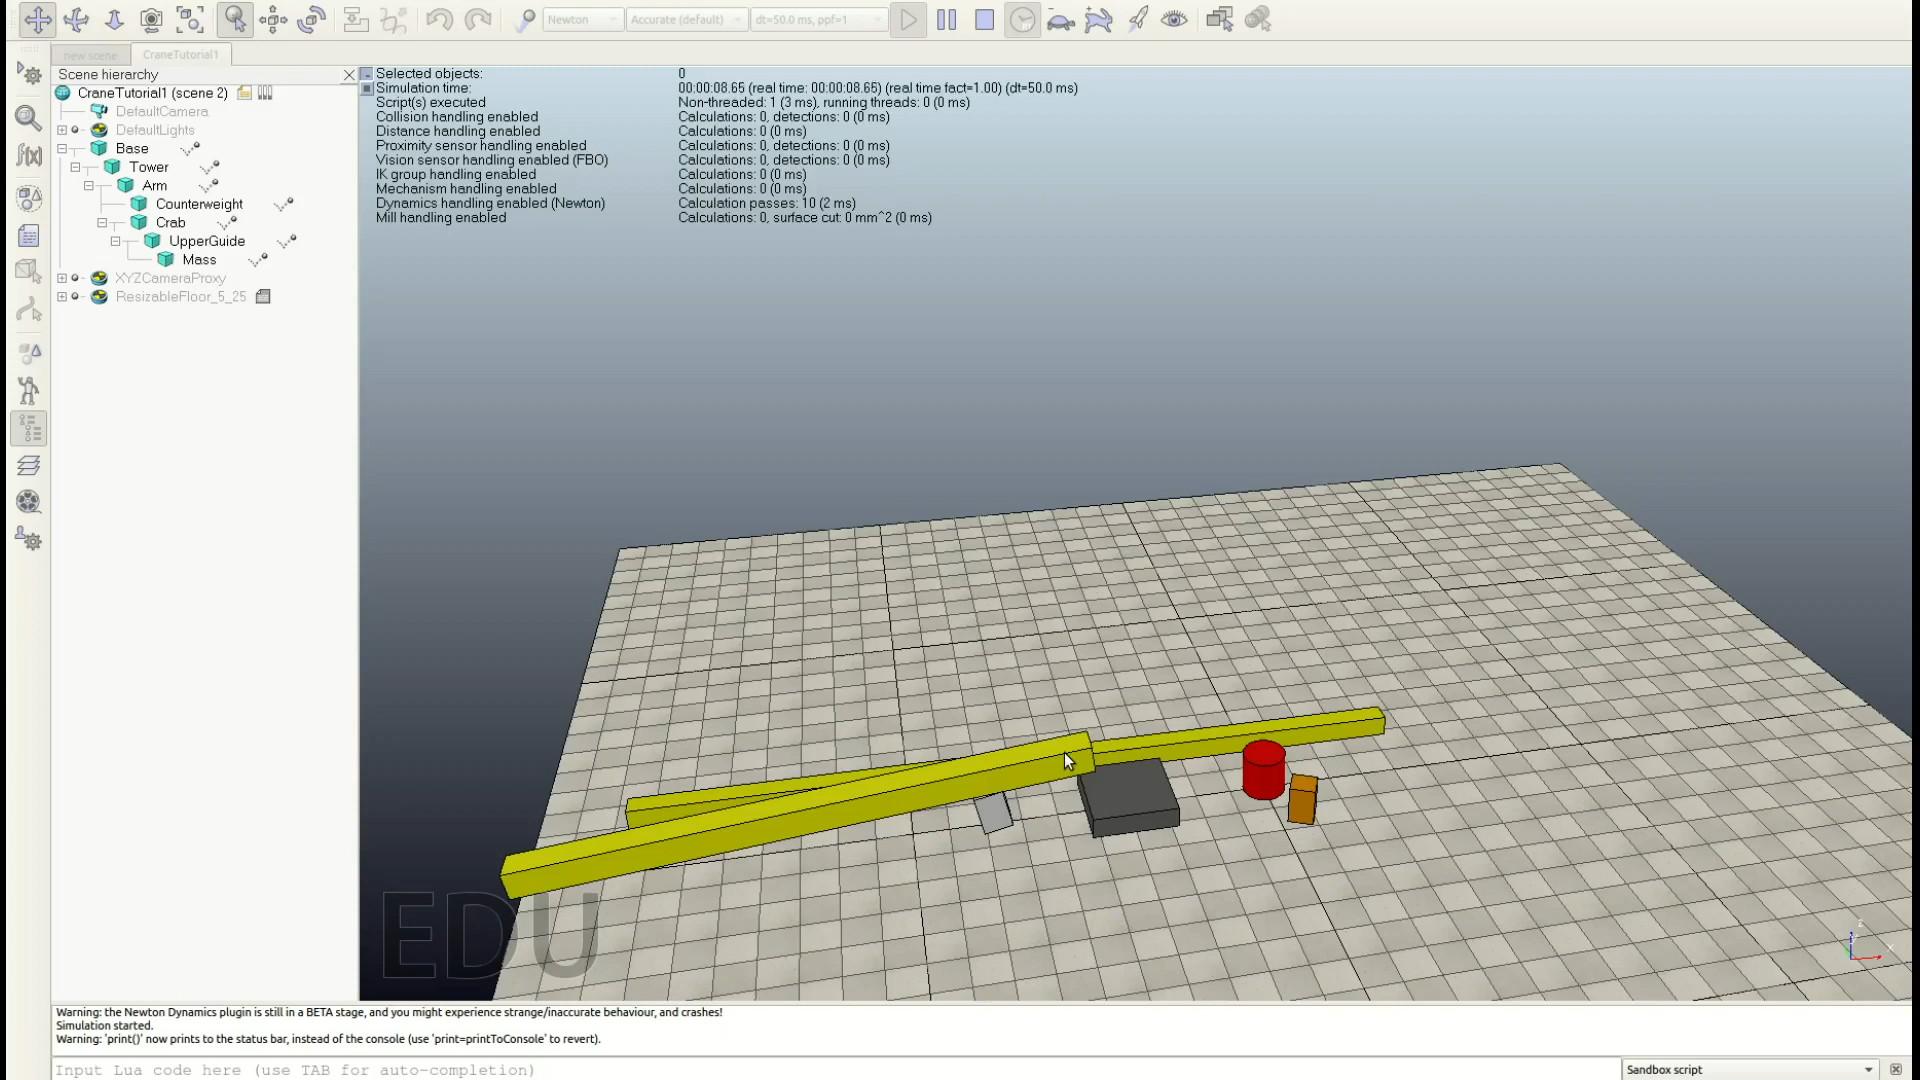 Newton
Accurate (default)
dt=50.0 ms, ppf=1
new scene
CraneTutorial1
Scene hierarchy
CraneTutorial1 (scene 2)
DefaultCamera
DefaultLights
Base
Tower
Arm
Counterweight
Crab
UpperGuide
Mass
XYZCameraProxy
ResizableFloor_5_25
Selected objects: 0
Simulation time: 00:00:08.65 (real time: 00:00:08.65) (real time fact=1.00) (dt=50.0 ms)
Script(s) executed Non-threaded: 1 (3 ms), running threads: 0 (0 ms)
Collision handling enabled Calculations: 0, detections: 0 (0 ms)
Distance handling enabled Calculations: 0 (0 ms)
Proximity sensor handling enabled Calculations: 0, detections: 0 (0 ms)
Vision sensor handling enabled (FBO) Calculations: 0, detections: 0 (0 ms)
IK group handling enabled Calculations: 0 (0 ms)
Mechanism handling enabled Calculations: 0 (0 ms)
Dynamics handling enabled (Newton) Calculation passes: 10 (2 ms)
Mill handling enabled Calculations: 0, surface cut: 0 mm^2 (0 ms)
EDU
Warning: the Newton Dynamics plugin is still in a BETA stage, and you might experience strange/inaccurate behaviour, and crashes!
Simulation started.
Warning: 'print()' now prints to the status bar, instead of the console (use 'print=printToConsole' to revert).
Input Lua code here (use TAB for auto-completion)
Sandbox script